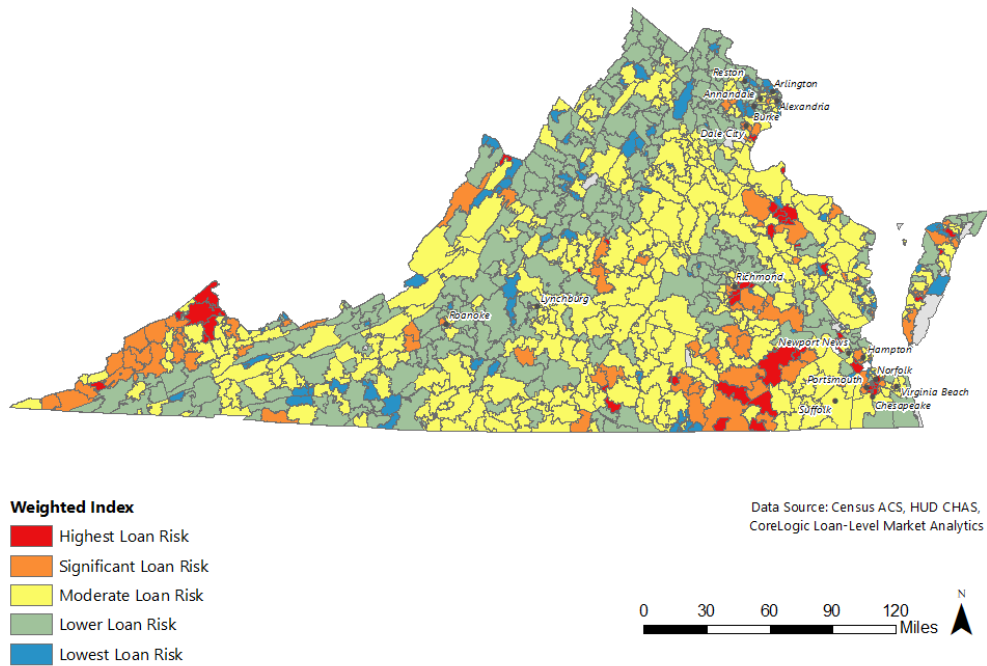 Reston
Arlington
Annandale
Alexandria
Burke
Dale City
Richmond
Lynchburg
Roanoke
Newport News
Hampton
Norfolk
Portsmouth
Virginia Beach
Suffolk
Chesapeake
Weighted Index
Highest Loan Risk
Significant Loan Risk
Moderate Loan Risk
Lower Loan Risk
Lowest Loan Risk
Data Source: Census ACS, HUD CHAS,
CoreLogic Loan-Level Market Analytics
0 30 60 90 120
Miles
N